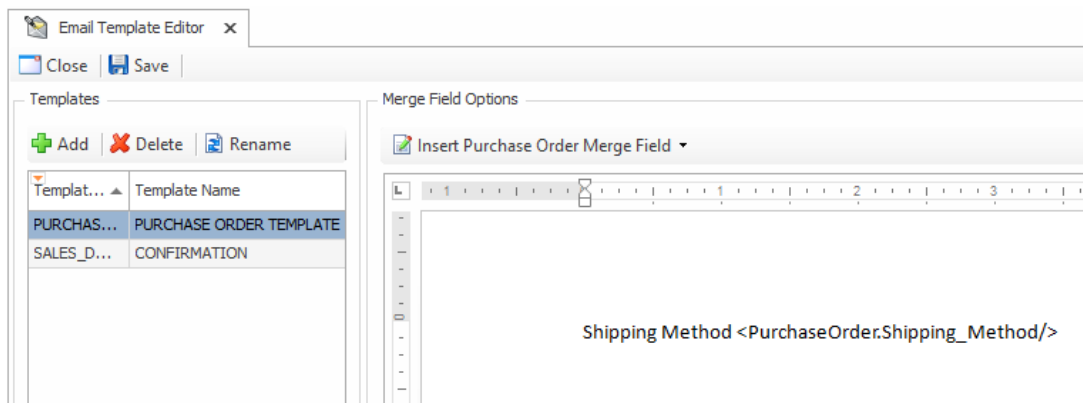 Email Template Editor x
Close Save
Templates
Add Delete Rename
Templat... Template Name
PURCHAS... PURCHASE ORDER TEMPLATE
SALES_D... CONFIRMATION
Merge Field Options
Insert Purchase Order Merge Field
L 1 1 2 3
0
Shipping Method <PurchaseOrder.Shipping_Method/>